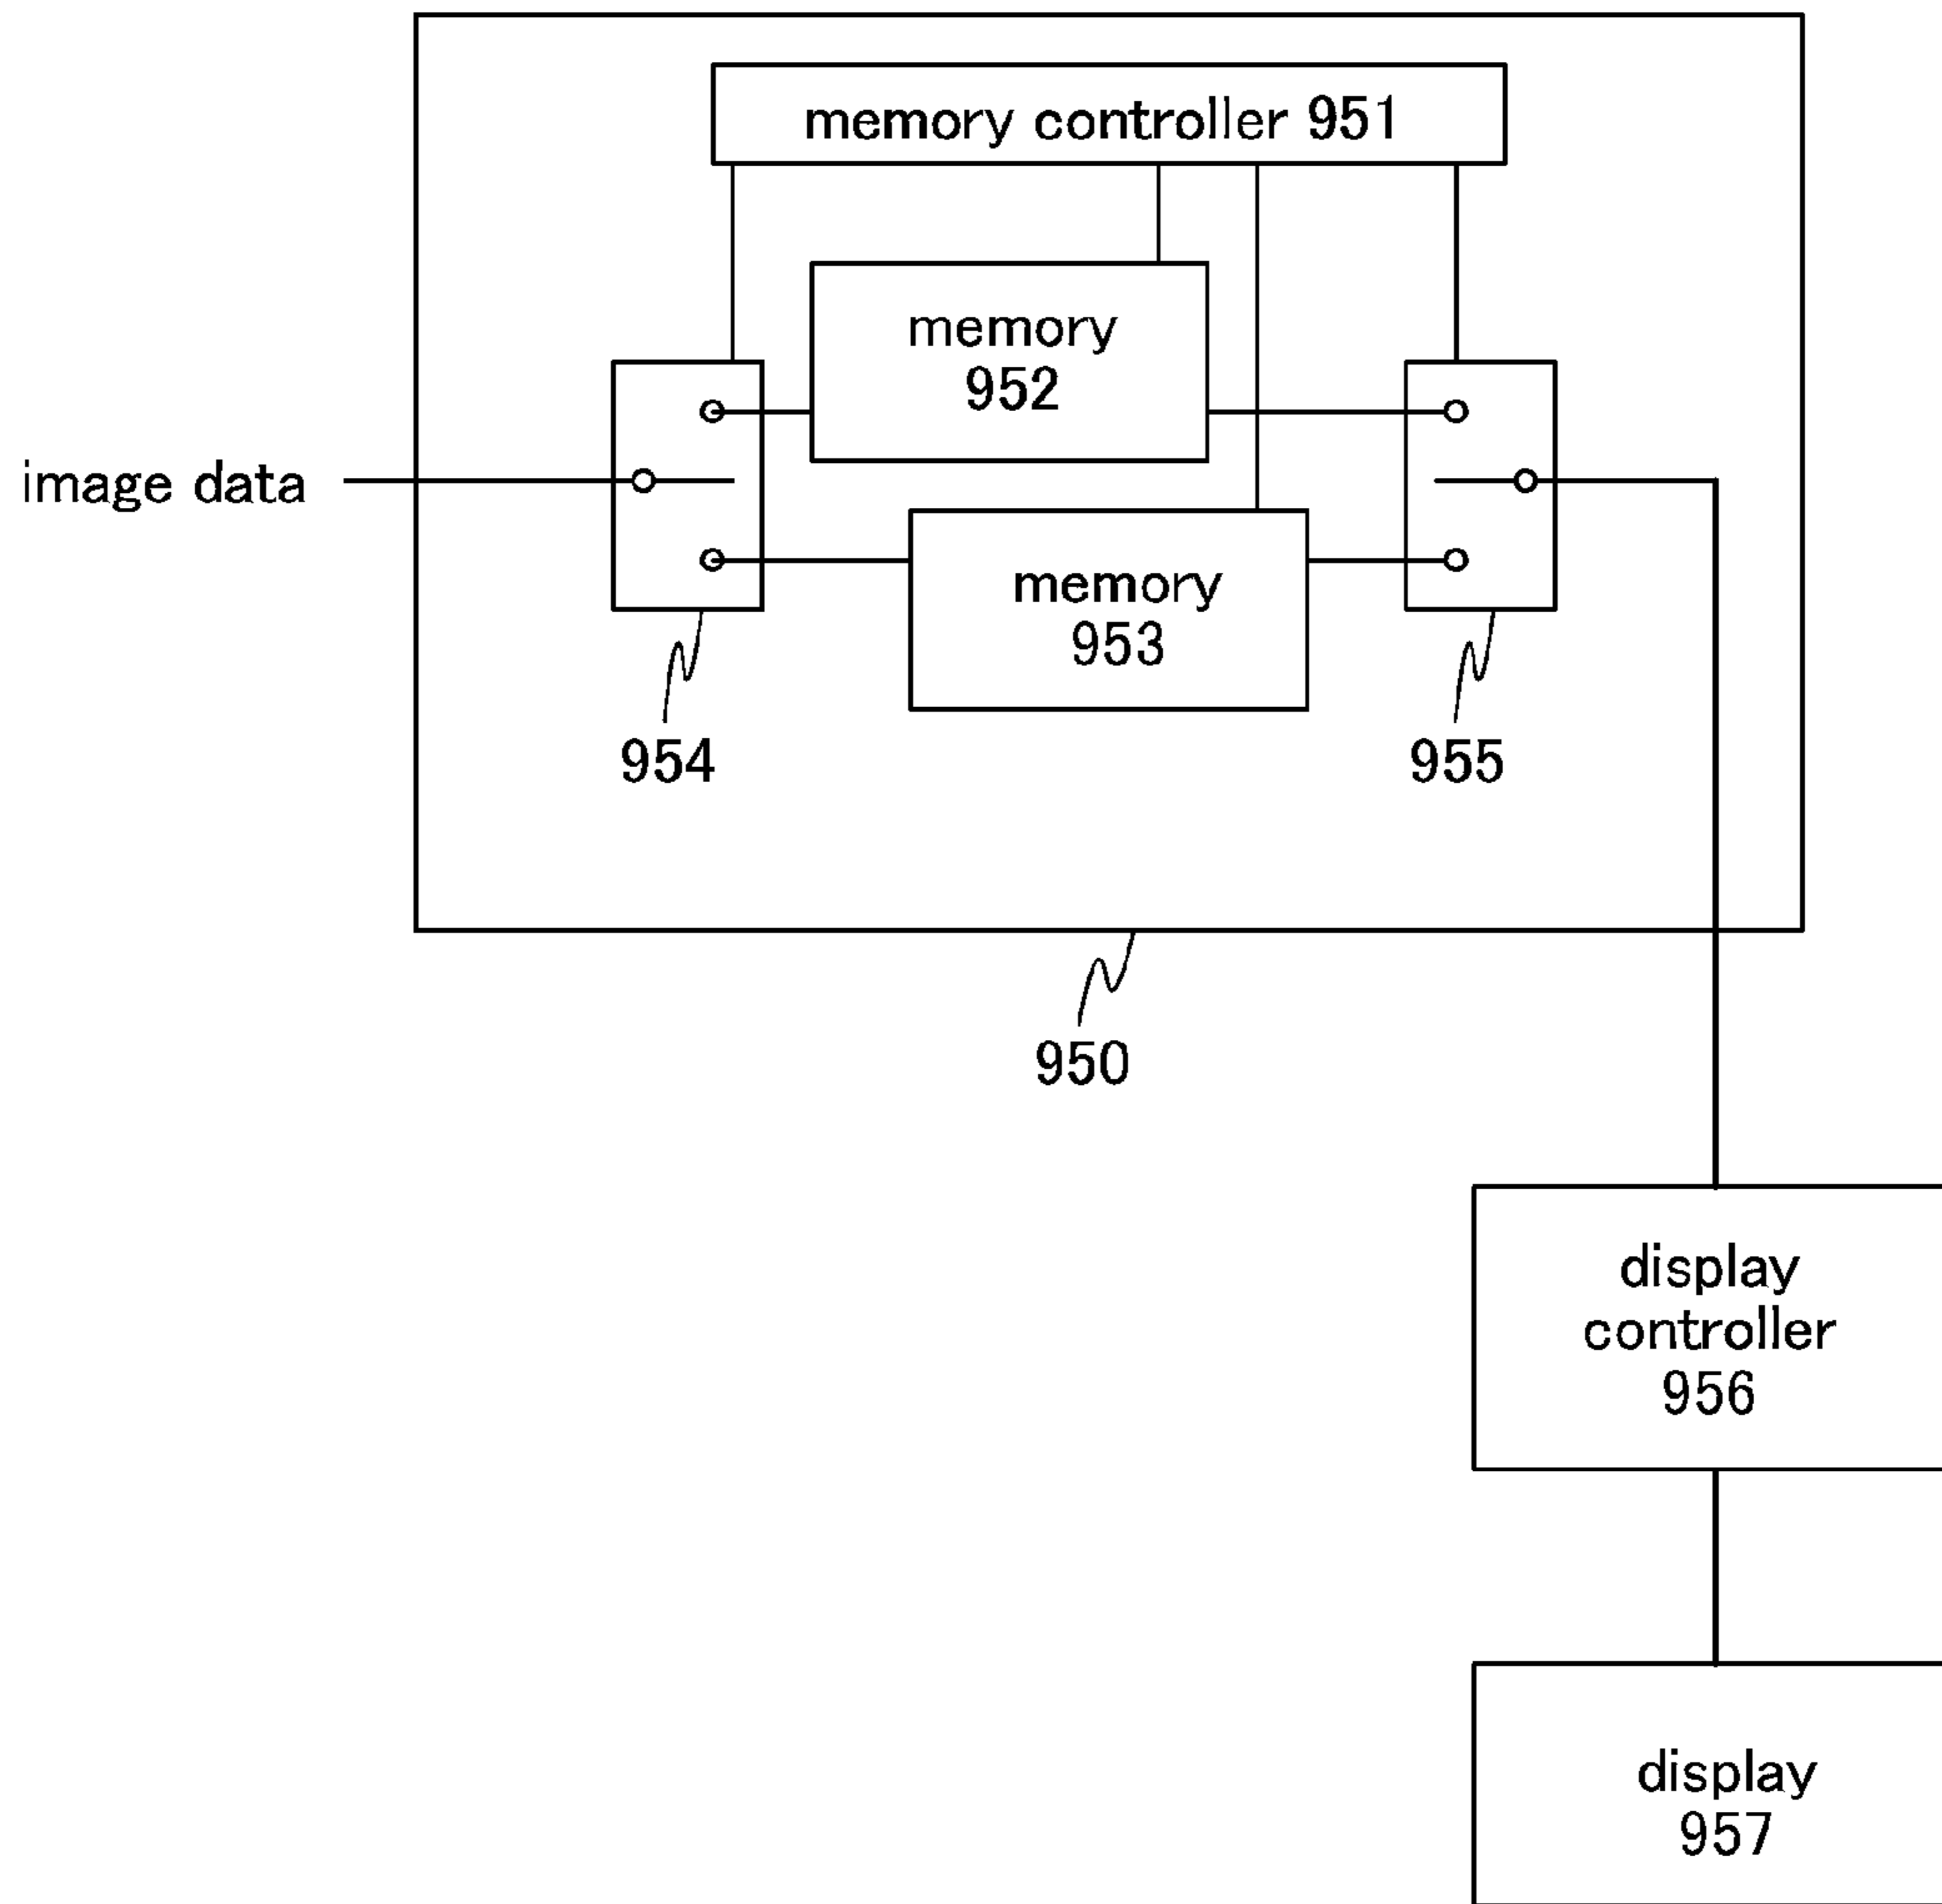 memory controller 951
memory
952
image data
memory
953
954
955
950
display
controller
956
display
957